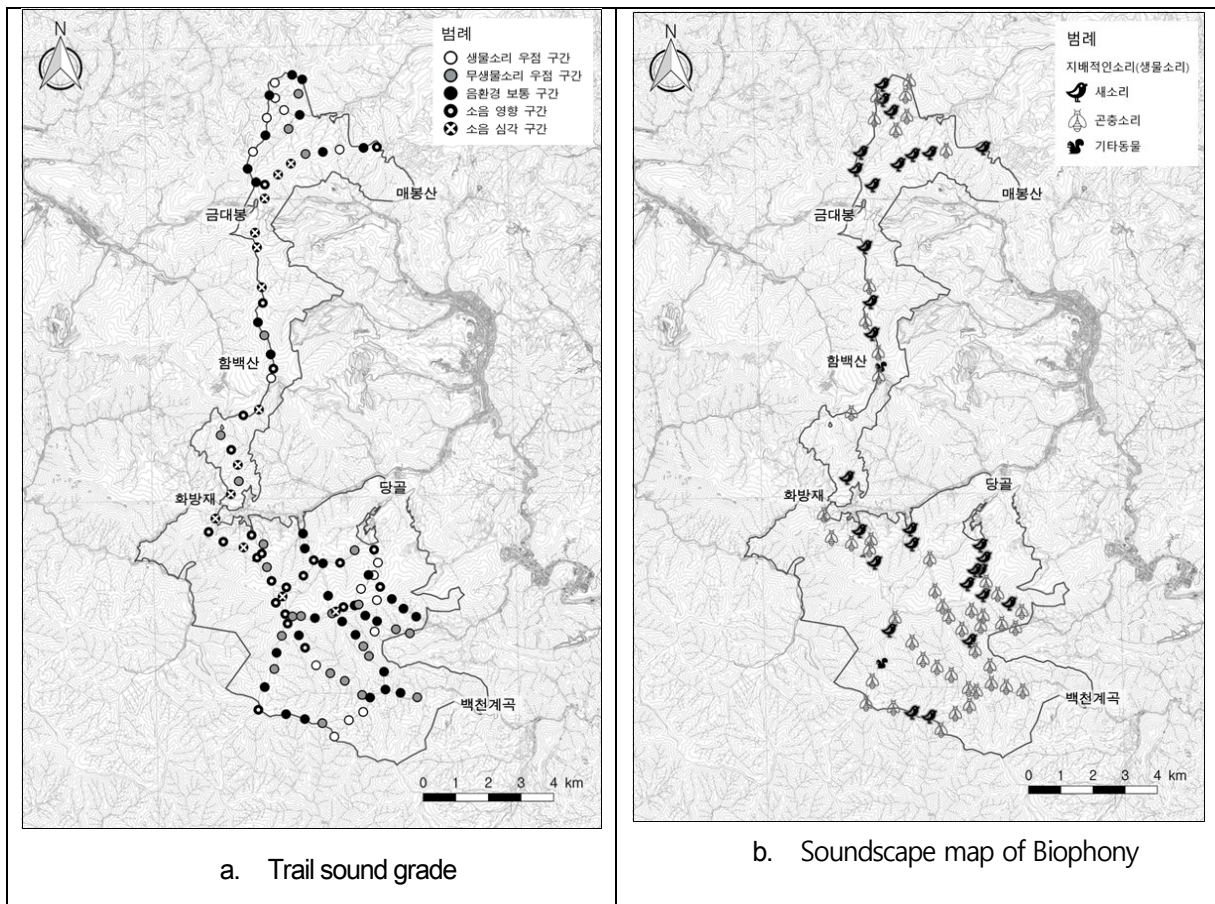 N
범례
생물소리 우점 구간
무생물소리 우점 구간
음환경 보통 구간
소음 영향 구간
소음 심각 구간
매봉산
금대봉
함백산
화방재
당골
백천계곡
0 1 2 3 4 km
a. Trail sound grade
N
범례
지배적인소리(생물소리)
새소리
곤충소리
기타동물
매봉산
금대봉
함백산
화방재
당골
백천계곡
0 1 2 3 4 km
b. Soundscape map of Biophony